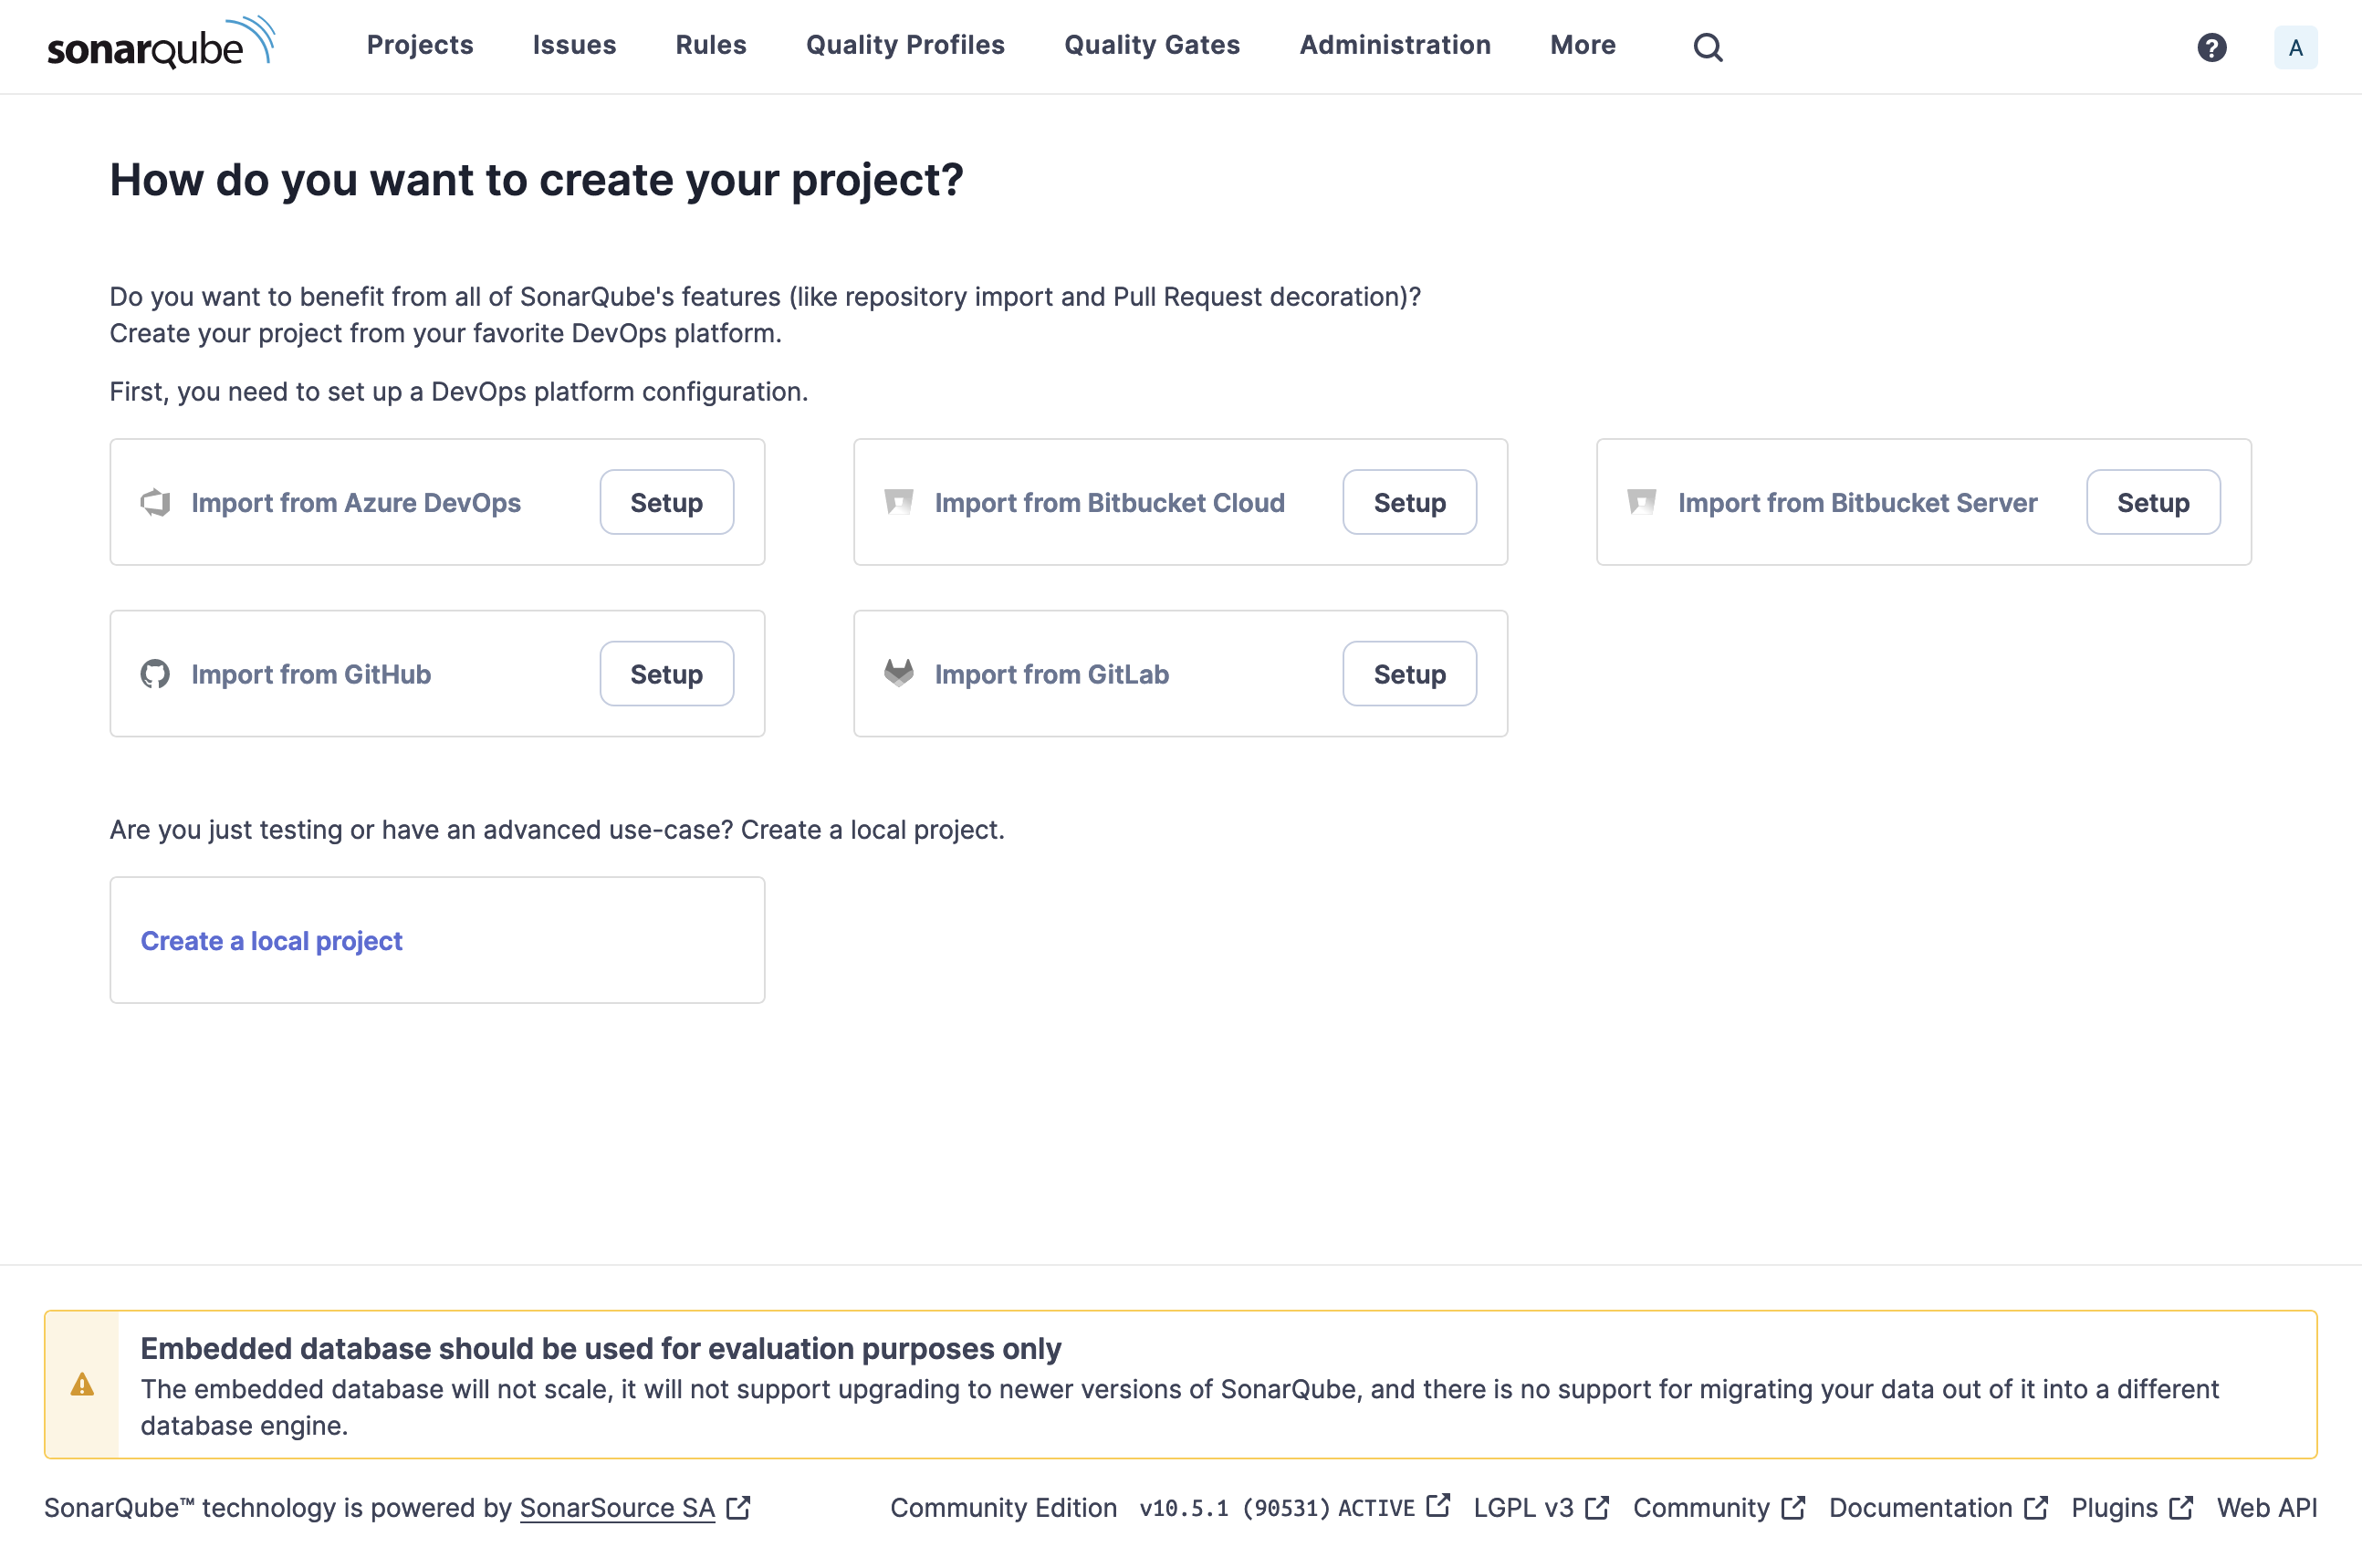 sonarqube Projects Issues Rules Quality Profiles Quality Gates Administration More ? A
How do you want to create your project?
Do you want to benefit from all of SonarQube's features (like repository import and Pull Request decoration)?
Create your project from your favorite DevOps platform.
First, you need to set up a DevOps platform configuration.
Import from Azure DevOps Setup Import from Bitbucket Cloud Setup Import from Bitbucket Server Setup
Import from GitHub Setup Import from GitLab Setup
Are you just testing or have an advanced use-case? Create a local project.
Create a local project
Embedded database should be used for evaluation purposes only
The embedded database will not scale, it will not support upgrading to newer versions of SonarQube, and there is no support for migrating your data out of it into a different
database engine.
SonarQube™ technology is powered by SonarSource SA Community Edition v10.5.1 (90531) ACTIVE LGPL v3 Community Documentation Plugins Web API